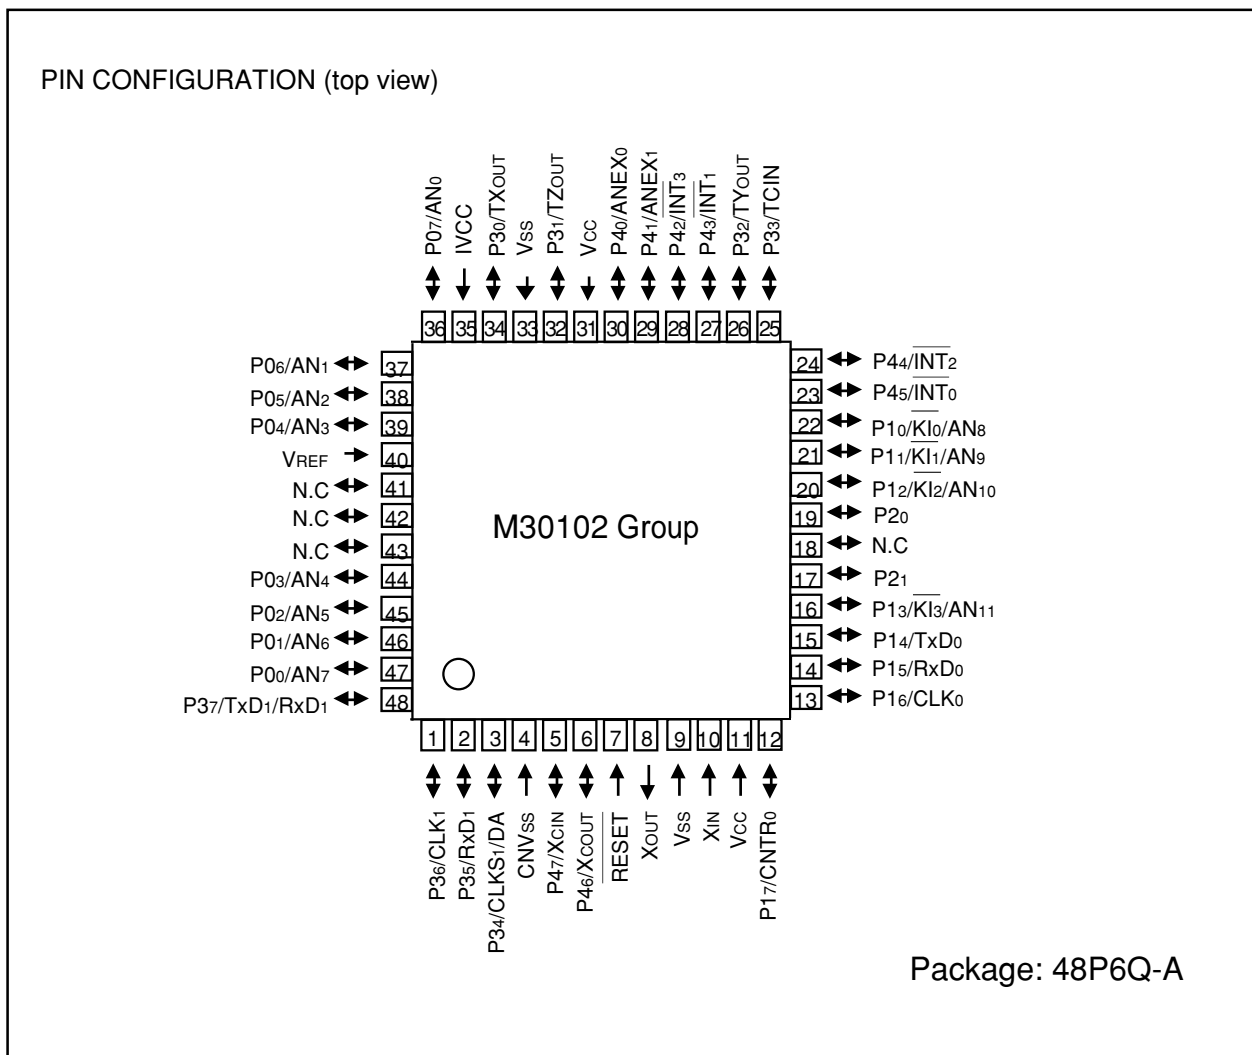 PIN CONFIGURATION (top view)
P07/AN0
IVCC
P30/TXOUT
VSS
P31/TZOUT
VCC
P40/ANEX0
P41/ANEX1
P42/INT3
P43/INT1
P32/TYOUT
P33/TCIN
36 35 34 33 32 31 30 29 28 27 26 25
P06/AN1 37
P05/AN2 38
P04/AN3 39
VREF 40
N.C 41
N.C 42
N.C 43
P03/AN4 44
P02/AN5 45
P01/AN6 46
P00/AN7 47
P37/TxD1/RxD1 48
M30102 Group
24 P44/INT2
23 P45/INT0
22 P10/KI0/AN8
21 P11/KI1/AN9
20 P12/KI2/AN10
19 P20
18 N.C
17 P21
16 P13/KI3/AN11
15 P14/TxD0
14 P15/RxD0
13 P16/CLK0
1 2 3 4 5 6 7 8 9 10 11 12
P36/CLK1
P35/RxD1
P34/CLKS1/DA
CNVSS
P47/XCIN
P46/XCOUT
RESET
XOUT
VSS
XIN
VCC
P17/CNTR0
Package: 48P6Q-A